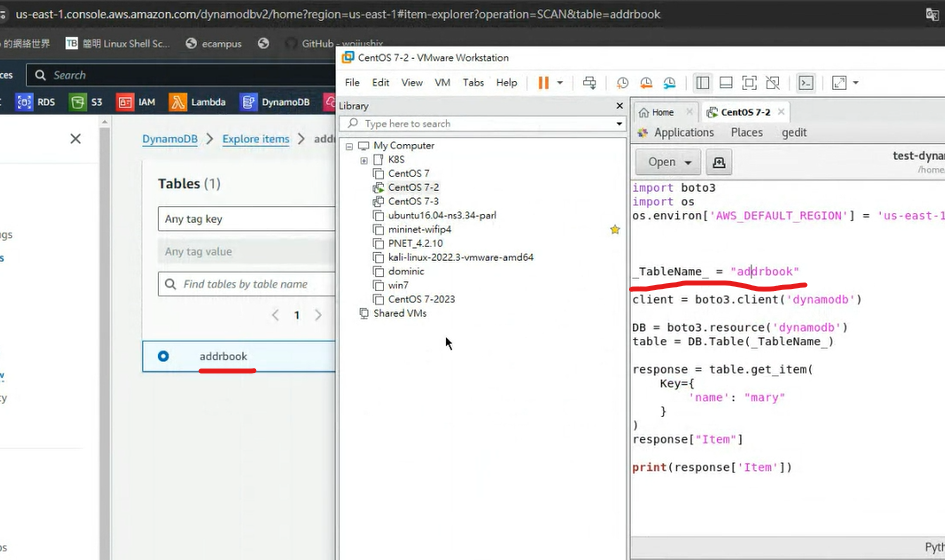 us-east-1.console.aws.amazon.com/dynamodbv2/home?region=us-east-1#item-explorer?operation=SCAN&table=addrbook
的網絡世界
TB 簡明 Linux Shell Sc...
ecampus
GitHub - woijushix
CentOS 7-2 - VMware Workstation
ces
Search
File Edit View VM Tabs Help
RDS S3 IAM Lambda DynamoDB
Library
Type here to search
Home CentOS 7-2
Applications Places gedit
DynamoDB Explore items
Tables (1)
Any tag key
Any tag value
Find tables by table name
1
addrbook
My Computer
K8S
CentOS 7
CentOS 7-2
CentOS 7-3
ubuntu16.04-ns3.34-parl
mininet-wifip4
PNET_4.2.10
kali-linux-2022.3-vmware-amd64
dominic
win7
CentOS 7-2023
Shared VMs
Open
test-dyna
/home/
import boto3
import os
os.environ['AWS_DEFAULT_REGION'] = 'us-east-1
_TableName_ = "addrbook"
client = boto3.client('dynamodb')
DB = boto3.resource('dynamodb')
table = DB.Table(_TableName_)
response = table.get_item(
Key={
'name': "mary"
}
)
response["Item"]
print(response['Item'])
Pyth